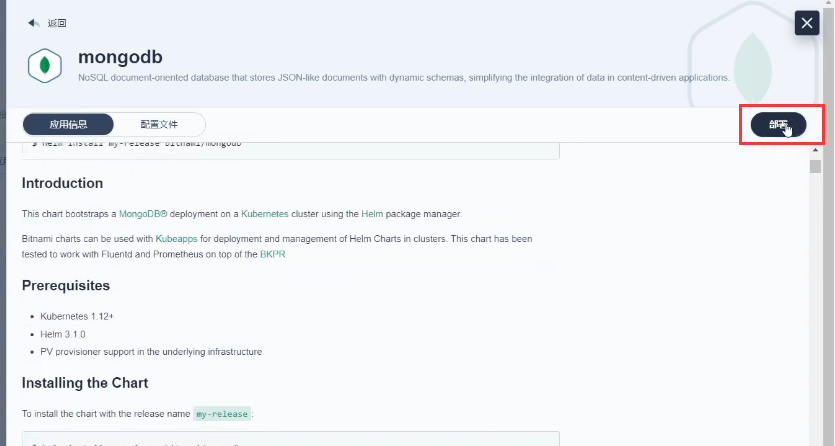 返回
mongodb
NoSQL document-oriented database that stores JSON-like documents with dynamic schemas, simplifying the integration of data in content-driven applications.
应用信息
配置文件
部署
$ helm install my-release bitnami/mongodb
Introduction
This chart bootstraps a MongoDB® deployment on a Kubernetes cluster using the Helm package manager.
Bitnami charts can be used with Kubeapps for deployment and management of Helm Charts in clusters. This chart has been
tested to work with Fluentd and Prometheus on top of the BKPR
Prerequisites
Kubernetes 1.12+
Helm 3.1.0
PV provisioner support in the underlying infrastructure
Installing the Chart
To install the chart with the release name my-release: